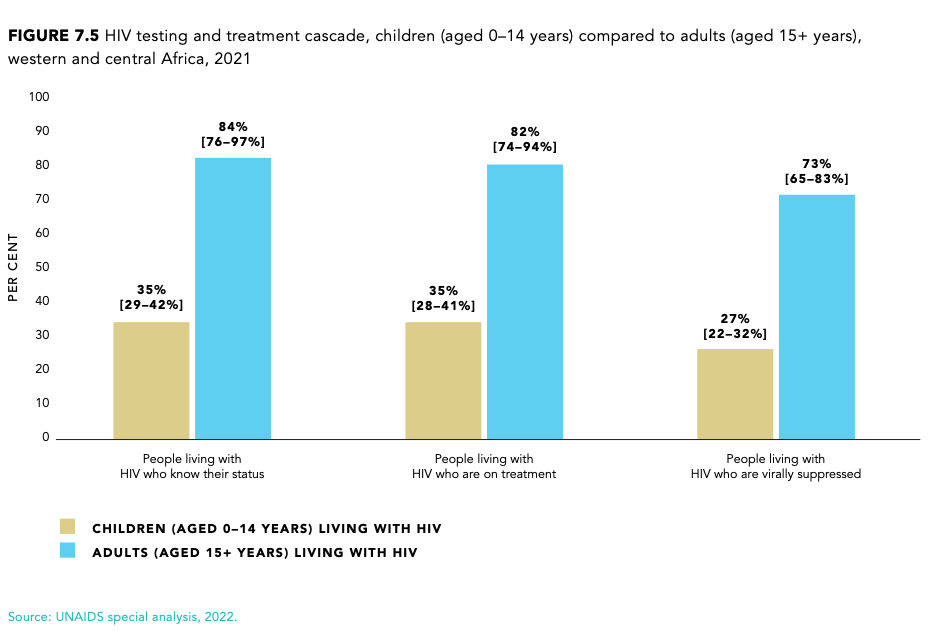 FIGURE 7.5 HIV testing and treatment cascade, children (aged 0–14 years) compared to adults (aged 15+ years),
western and central Africa, 2021
100
90
80
70
60
50
40
30
20
10
0
PER CENT
35%
[29–42%]
84%
[76–97%]
35%
[28–41%]
82%
[74–94%]
27%
[22–32%]
73%
[65–83%]
People living with
HIV who know their status
People living with
HIV who are on treatment
People living with
HIV who are virally suppressed
CHILDREN (AGED 0–14 YEARS) LIVING WITH HIV
ADULTS (AGED 15+ YEARS) LIVING WITH HIV
Source: UNAIDS special analysis, 2022.